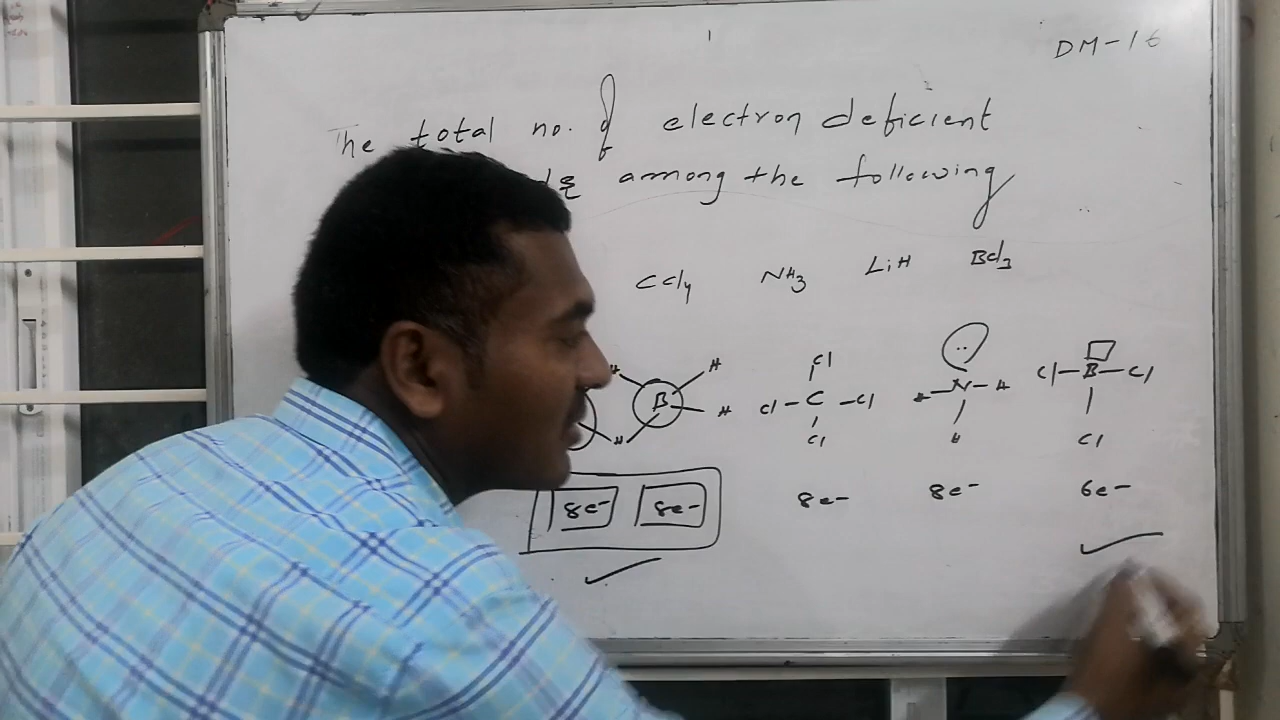 DM-16
The total no. of electron deficient
among the following
CCl4 NH3 LiH BCl3
Cl
H H B Cl-C-Cl N-H Cl-B-Cl
H H Cl H Cl
8e- 8e- 8e- 8e- 6e-